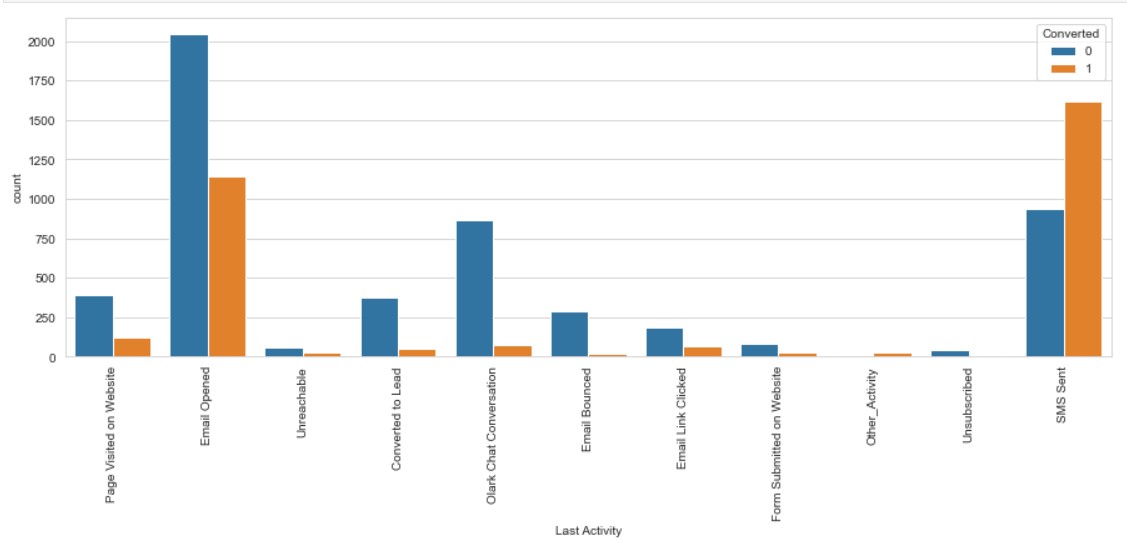 Converted
0
1
2000
1750
1500
1250
1000
750
500
250
0
count
Page Visited on Website
Email Opened
Unreachable
Converted to Lead
Olark Chat Conversation
Email Bounced
Email Link Clicked
Form Submitted on Website
Other_Activity
Unsubscribed
SMS Sent
Last Activity